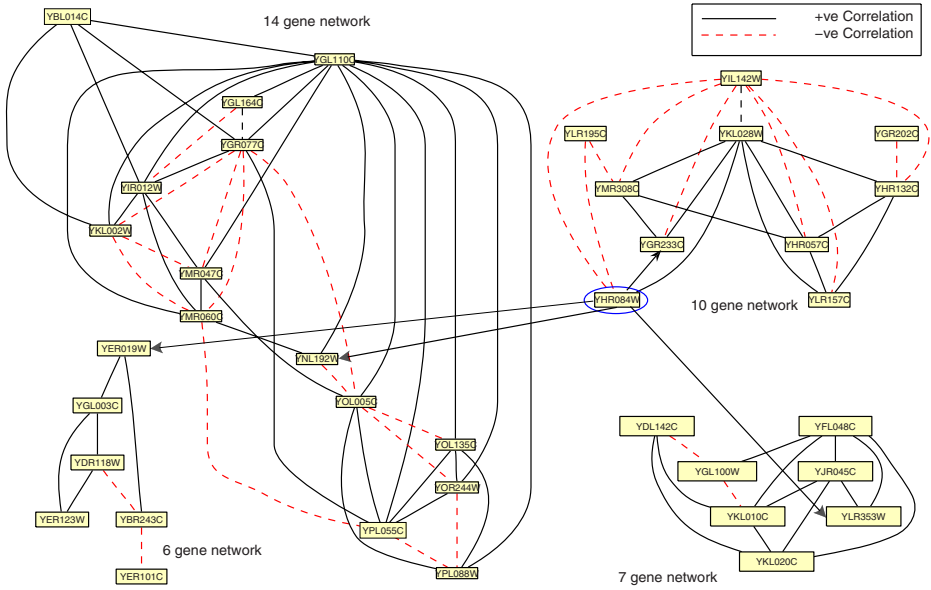 YBL014C
14 gene network
+ve Correlation
−ve Correlation
YGL110C
YIL142W
YGL164C
YLR195C
YKL028W
YGR202C
YGR077C
YIR012W
YMR308C
YHR132C
YKL002W
YGR233C
YHR057C
YMR047C
YHR084W
YLR157C
10 gene network
YMR060C
YER019W
YNL192W
YGL003C
YOL005C
YDL142C
YFL048C
YOL135C
YDR118W
YGL100W
YJR045C
YOR244W
YER123W
YBR243C
YPL055C
YKL010C
YLR353W
6 gene network
YKL020C
YER101C
YPL088W
7 gene network